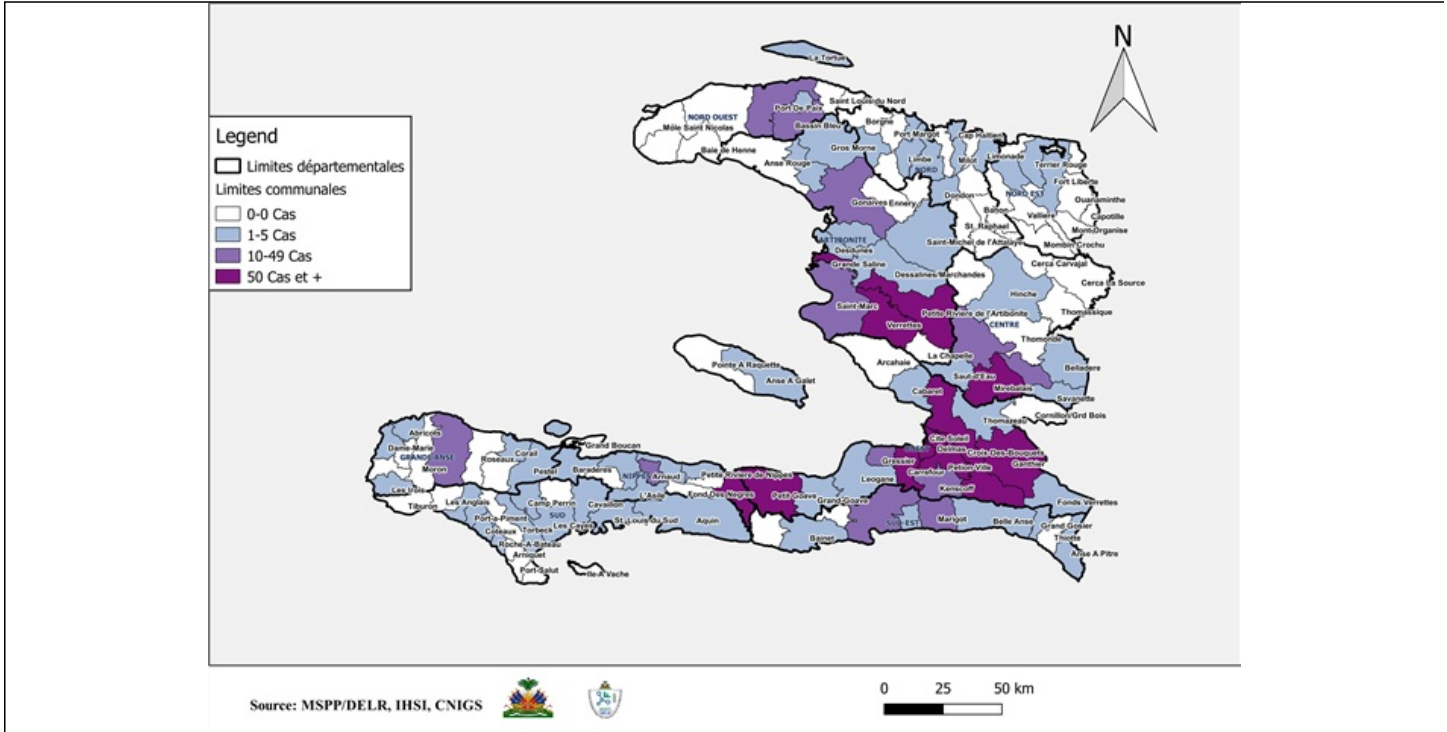 N
Legend
Limites départementales
Limites communales
0-0 Cas
1-5 Cas
10-49 Cas
50 Cas et +
La Tortue
Saint Louis du Nord
Port De Paix
NORD OUEST
Môle Saint Nicolas
Bassin Bleu
Borgne
Port Margot
Cap Haïtien
Baie de Henne
Anse Rouge
Gros Morne
Limbe
NORD
Milot
Limonade
Terrier Rouge
Fort Liberte
NORD EST
Ouanaminthe
Gonaives
Ennery
Dondon
Bahon
Valliere
Capotille
St. Raphael
Mont-Organise
Mombin Crochu
ARTIBONITE
Desdunes
Saint-Michel de l'Attalaye
Grande Saline
Dessalines/Marchandes
Cerca Carvajal
Cerca La Source
Hinche
Thomassique
Saint-Marc
Petite Rivière de l'Artibonite
Verrettes
CENTRE
Thomonde
La Chapelle
Arcahaie
Pointe A Raquette
Anse A Galet
Saut-d'Eau
Belladere
Mirebalais
Cabaret
Savanette
Cornillon/Grd Bois
Thomazeau
Cite Soleil
Delmas
Croix-Des-Bouquets
Gressier
Carrefour
Petion Ville
Ganthier
Kenscoff
Leogane
Fonds Verrettes
Abricots
Dame-Marie
GRANDE ANSE
Moron
Roseaux
Corail
Grand Boucan
Pestel
Baradères
NIPPES
Arnaud
Petite Riviere de Nippes
Les Irois
Tiburon
Les Anglais
Camp Perrin
Cavaillon
L'Asile
Fond Des Negres
Petit Goave
Grand Goave
Port-a-Piment
SUD
St. Louis du Sud
Aquin
Coteaux
Torbeck
Les Cayes
Roche-A-Bateau
Arniquet
Port-Salut
Ile-A Vache
Bainet
SUD-EST
Marigot
Belle Anse
Grand Gosier
Thiotte
Anse A Pitre
Source: MSPP/DELR, IHSI, CNIGS
0 25 50 km